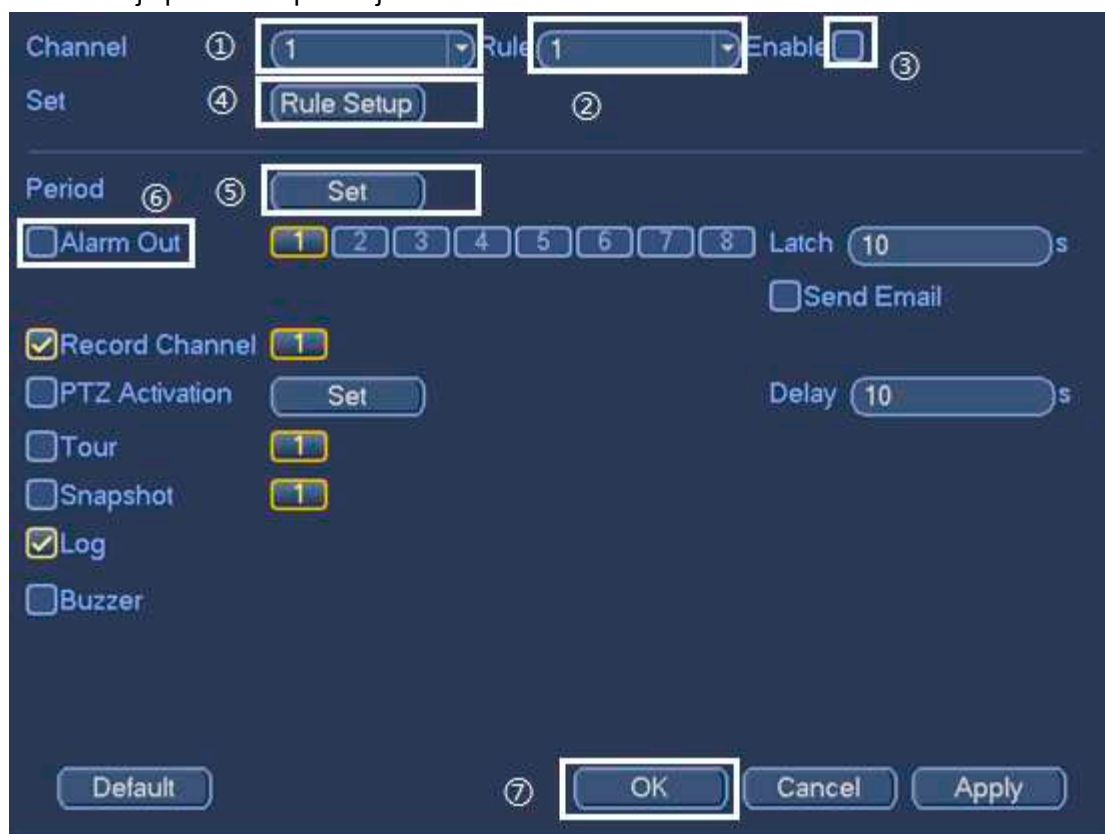 Channel ① 1 Rule 1 Enable ③
Set ④ Rule Setup ②
Period ⑥ ⑤ Set
Alarm Out 1 2 3 4 5 6 7 8 Latch 10 s
Send Email
Record Channel 1
PTZ Activation Set Delay 10 s
Tour 1
Snapshot 1
Log
Buzzer
Default ⑦ OK Cancel Apply